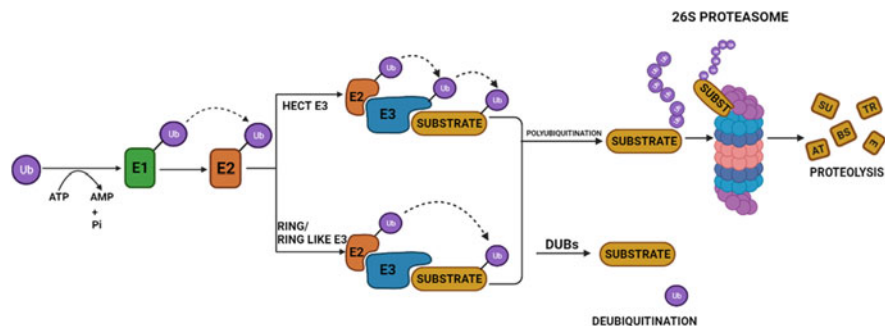 26S PROTEASOME
Ub
Ub
Ub
Ub
Ub
Ub
HECT E3
E2
E3
SUBSTRATE
POLYUBIQUITINATION
SUBSTRATE
SUBST
SU
TR
AT
BS
E
PROTEOLYSIS
Ub
E1
E2
ATP
AMP
+
Pi
RING/
RING LIKE E3
Ub
E2
Ub
E3
SUBSTRATE
DUBs
SUBSTRATE
Ub
DEUBIQUITINATION